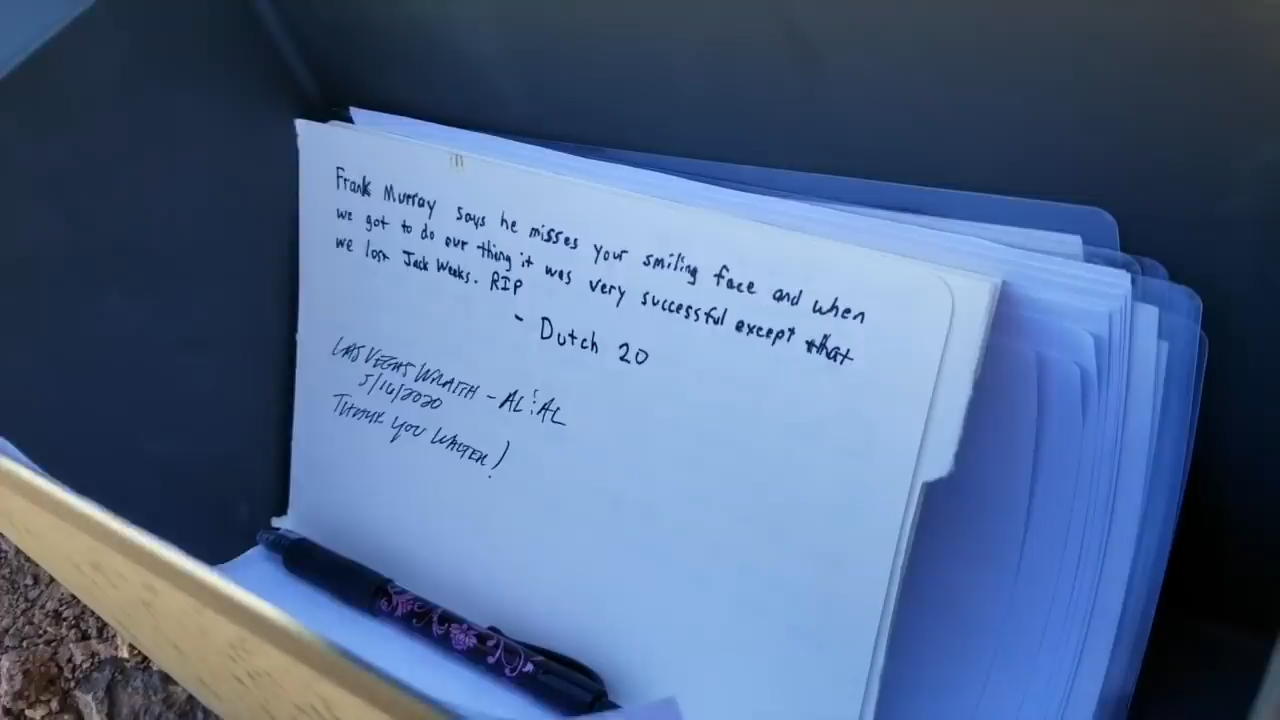 Frank Murray says he misses your smiling face and when
we got to do our thing it was very successful except that
we lost Jack Weeks. RIP
- Dutch 20
LAS VEGAS WRAITH - AL & AL
5/16/2020
THANK YOU WALTER!